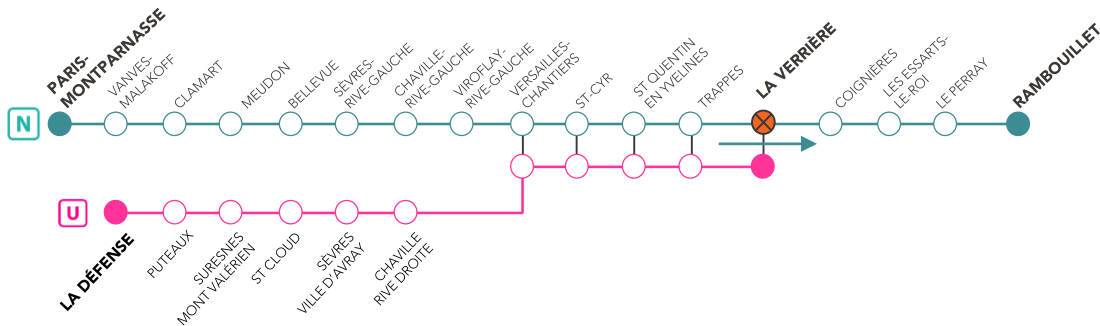 N
PARIS-
MONTPARNASSE
VANVES-
MALAKOFF
CLAMART
MEUDON
BELLEVUE
SÈVRES-
RIVE-GAUCHE
CHAVILLE-
RIVE-GAUCHE
VIROFLAY-
RIVE-GAUCHE
VERSAILLES-
CHANTIERS
ST-CYR
ST QUENTIN
EN YVELINES
TRAPPES
LA VERRIÈRE
COIGNIÈRES
LES ESSARTS-
LE-ROI
LE PERRAY
RAMBOUILLET
U
LA DÉFENSE
PUTEAUX
SURESNES
MONT VALÉRIEN
ST CLOUD
SÈVRES
VILLE D'AVRAY
CHAVILLE
RIVE DROITE